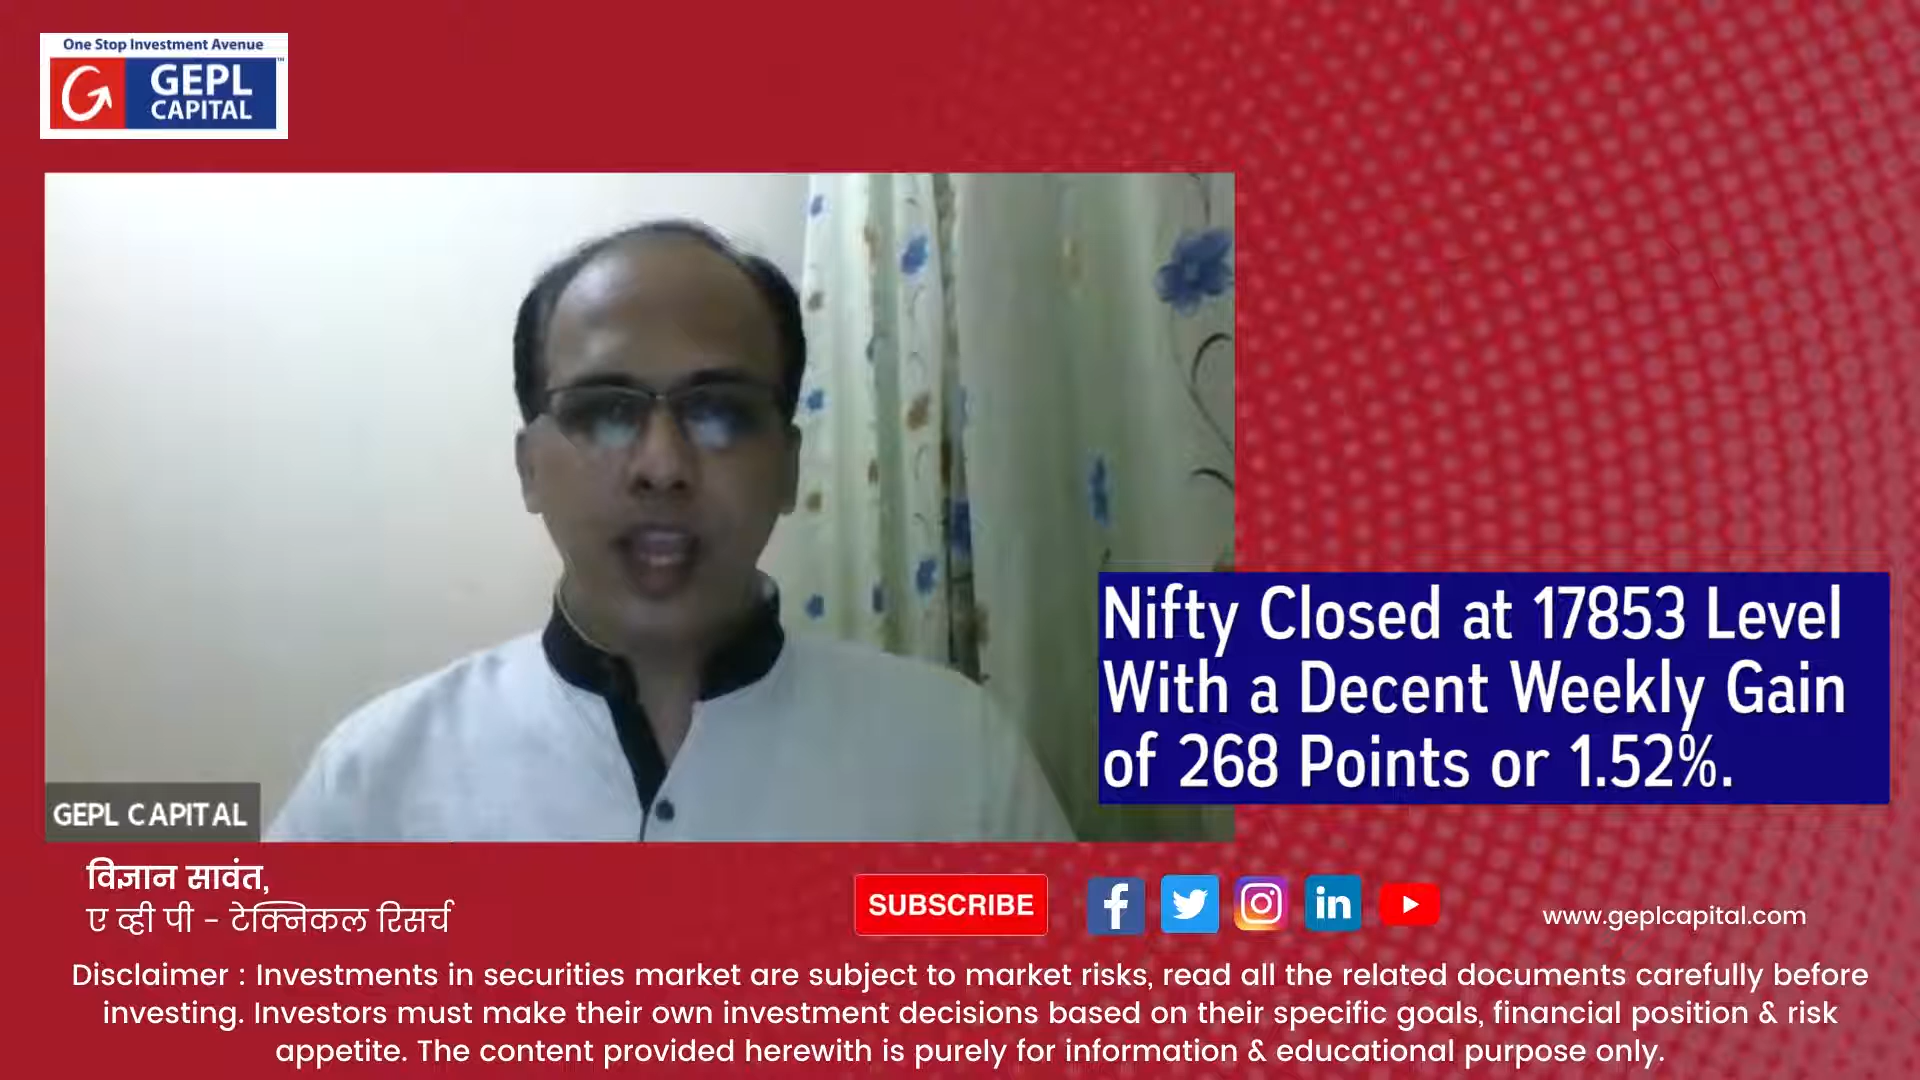 One Stop Investment Avenue
GEPL
CAPITAL
Nifty Closed at 17853 Level
With a Decent Weekly Gain
of 268 Points or 1.52%.
GEPL CAPITAL
विज्ञान सावंत,
ए व्ही पी - टेक्निकल रिसर्च
SUBSCRIBE
www.geplcapital.com
Disclaimer : Investments in securities market are subject to market risks, read all the related documents carefully before
investing. Investors must make their own investment decisions based on their specific goals, financial position & risk
appetite. The content provided herewith is purely for information & educational purpose only.